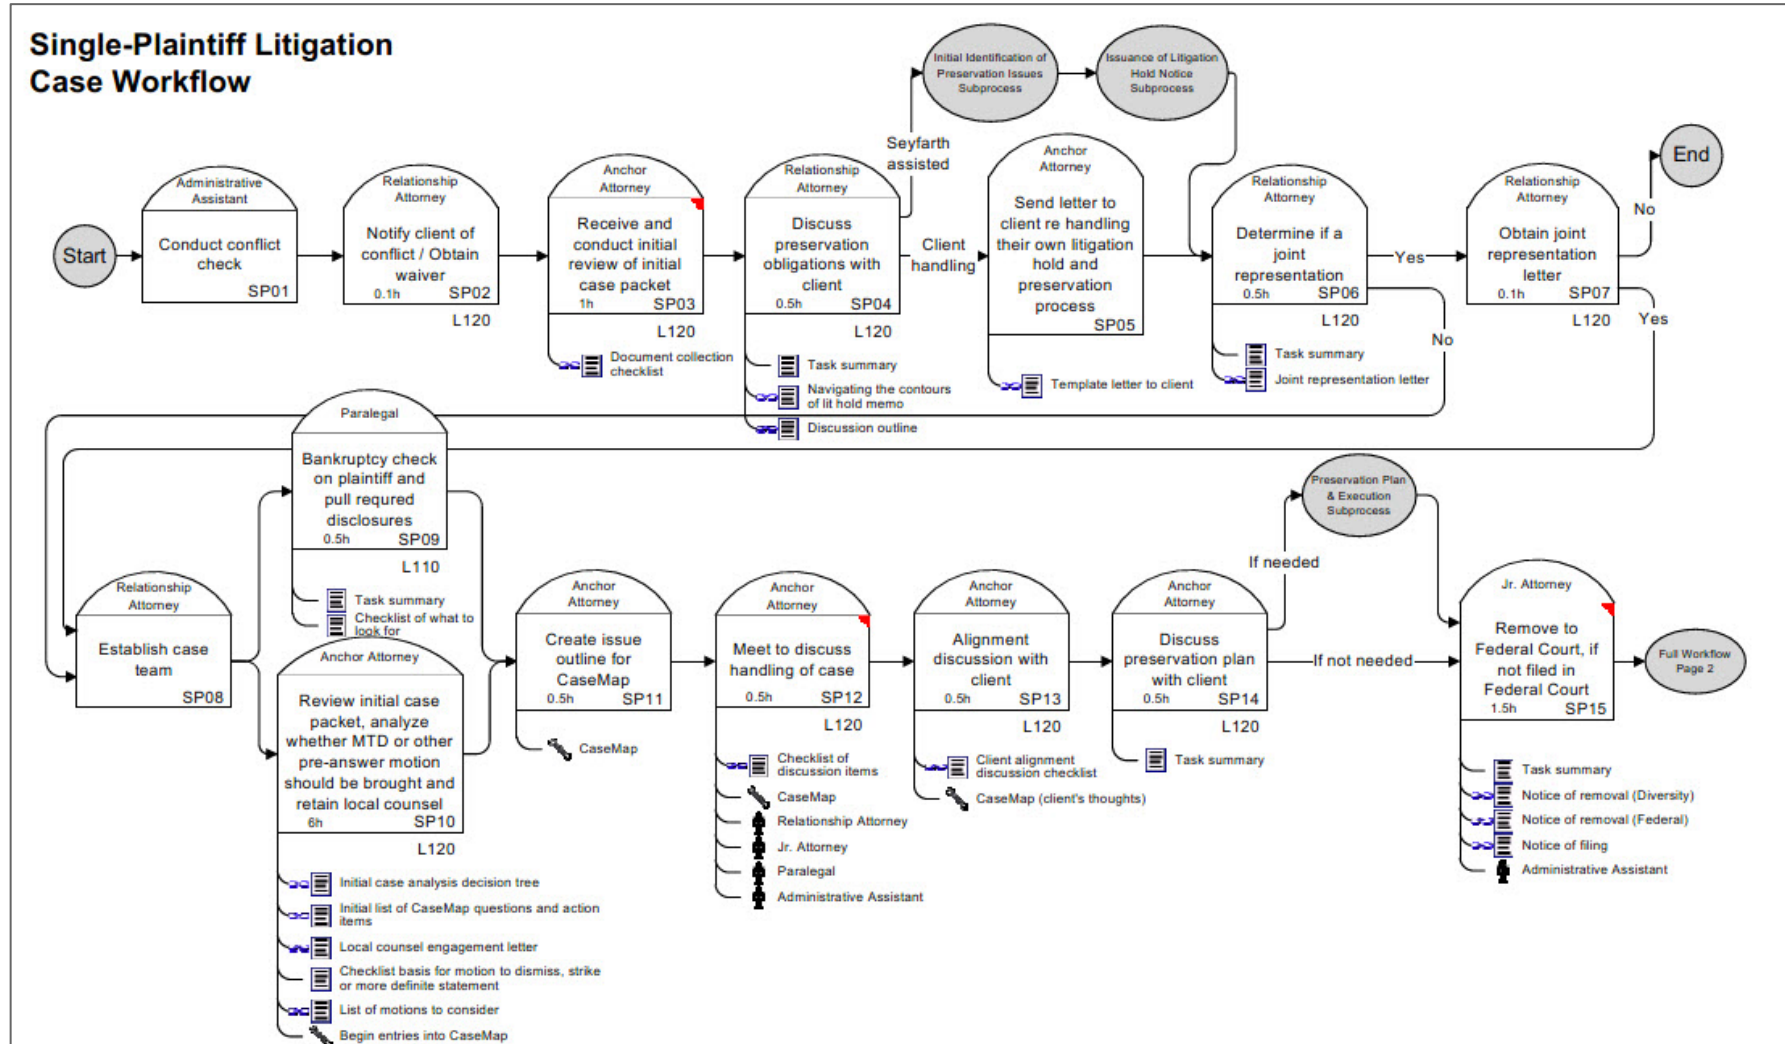 Single-Plaintiff Litigation
Case Workflow
Initial Identification of
Preservation Issues
Subprocess
Issuance of Litigation
Hold Notice
Subprocess
Seyfarth
assisted
Start
Administrative
Assistant
Conduct conflict
check
SP01
Relationship
Attorney
Notify client of
conflict / Obtain
waiver
0.1h SP02
L120
Anchor
Attorney
Receive and
conduct initial
review of initial
case packet
1h SP03
L120
Document collection
checklist
Relationship
Attorney
Discuss
preservation
obligations with
client
0.5h SP04
L120
Task summary
Navigating the contours
of lit hold memo
Discussion outline
Client
handling
Anchor
Attorney
Send letter to
client re handling
their own litigation
hold and
preservation
process
SP05
Template letter to client
Relationship
Attorney
Determine if a
joint
representation
0.5h SP06
L120
Task summary
Joint representation letter
Yes
No
Relationship
Attorney
Obtain joint
representation
letter
0.1h SP07
L120
No
Yes
End
Relationship
Attorney
Establish case
team
SP08
Paralegal
Bankruptcy check
on plaintiff and
pull requred
disclosures
0.5h SP09
L110
Task summary
Checklist of what to
look for
Anchor Attorney
Review initial case
packet, analyze
whether MTD or other
pre-answer motion
should be brought and
retain local counsel
6h SP10
L120
Initial case analysis decision tree
Initial list of CaseMap questions and action
items
Local counsel engagement letter
Checklist basis for motion to dismiss, strike
or more definite statement
List of motions to consider
Begin entries into CaseMap
Anchor
Attorney
Create issue
outline for
CaseMap
0.5h SP11
CaseMap
Anchor
Attorney
Meet to discuss
handling of case
0.5h SP12
L120
Checklist of
discussion items
CaseMap
Relationship Attorney
Jr. Attorney
Paralegal
Administrative Assistant
Anchor
Attorney
Alignment
discussion with
client
0.5h SP13
L120
Client alignment
discussion checklist
CaseMap (client's thoughts)
Anchor
Attorney
Discuss
preservation plan
with client
0.5h SP14
L120
Task summary
If needed
Preservation Plan
& Execution
Subprocess
If not needed
Jr. Attorney
Remove to
Federal Court, if
not filed in
Federal Court
1.5h SP15
Task summary
Notice of removal (Diversity)
Notice of removal (Federal)
Notice of filing
Administrative Assistant
Full Workflow
Page 2